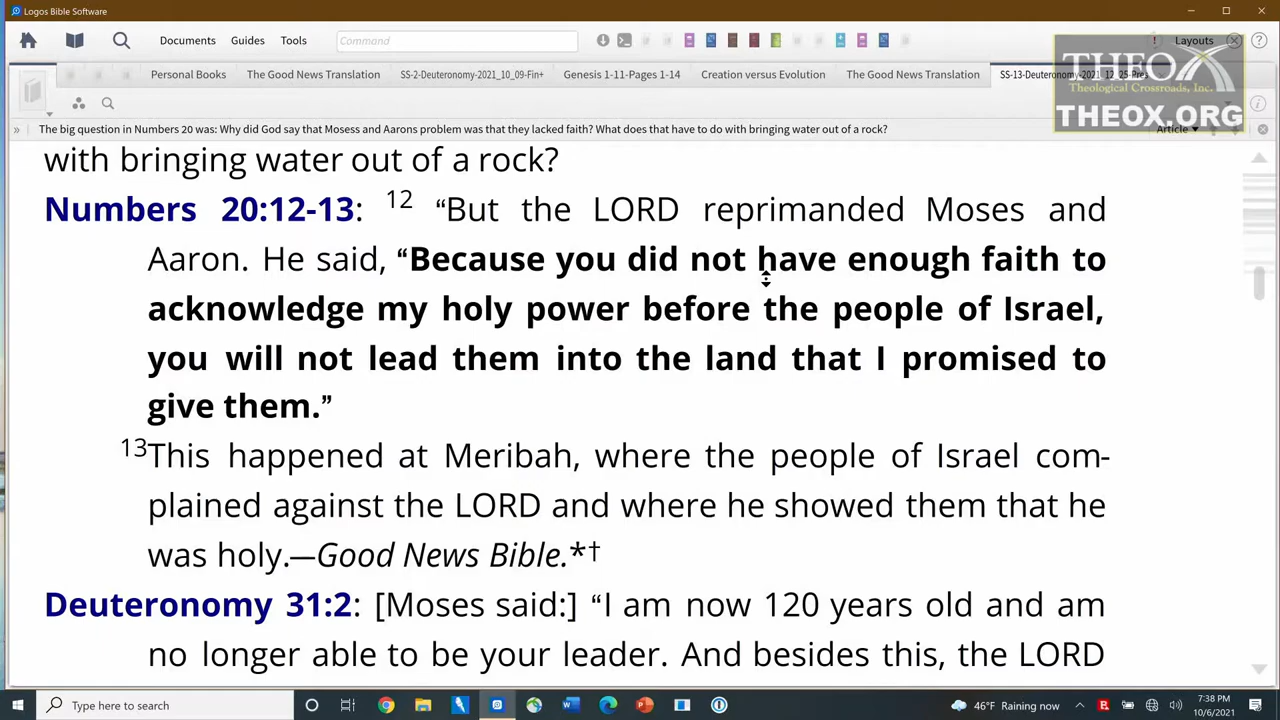 Logos Bible Software
Documents Guides Tools Command Layouts
THEOX
Theological Crossroads, Inc.
THEOX.ORG
Personal Books The Good News Translation SS-2-Deuteronomy-2021_10_09-Fin+ Genesis 1-11-Pages 1-14 Creation versus Evolution The Good News Translation SS-13-Deuteronomy-2021_12_25-Pres
The big question in Numbers 20 was: Why did God say that Mosess and Aarons problem was that they lacked faith? What does that have to do with bringing water out of a rock? Article
with bringing water out of a rock?
Numbers 20:12-13: 12 “But the LORD reprimanded Moses and
Aaron. He said, “Because you did not have enough faith to
acknowledge my holy power before the people of Israel,
you will not lead them into the land that I promised to
give them.”
13This happened at Meribah, where the people of Israel com-
plained against the LORD and where he showed them that he
was holy.—Good News Bible.*†
Deuteronomy 31:2: [Moses said:] “I am now 120 years old and am
no longer able to be your leader. And besides this, the LORD
Type here to search 46°F Raining now 7:38 PM
10/6/2021